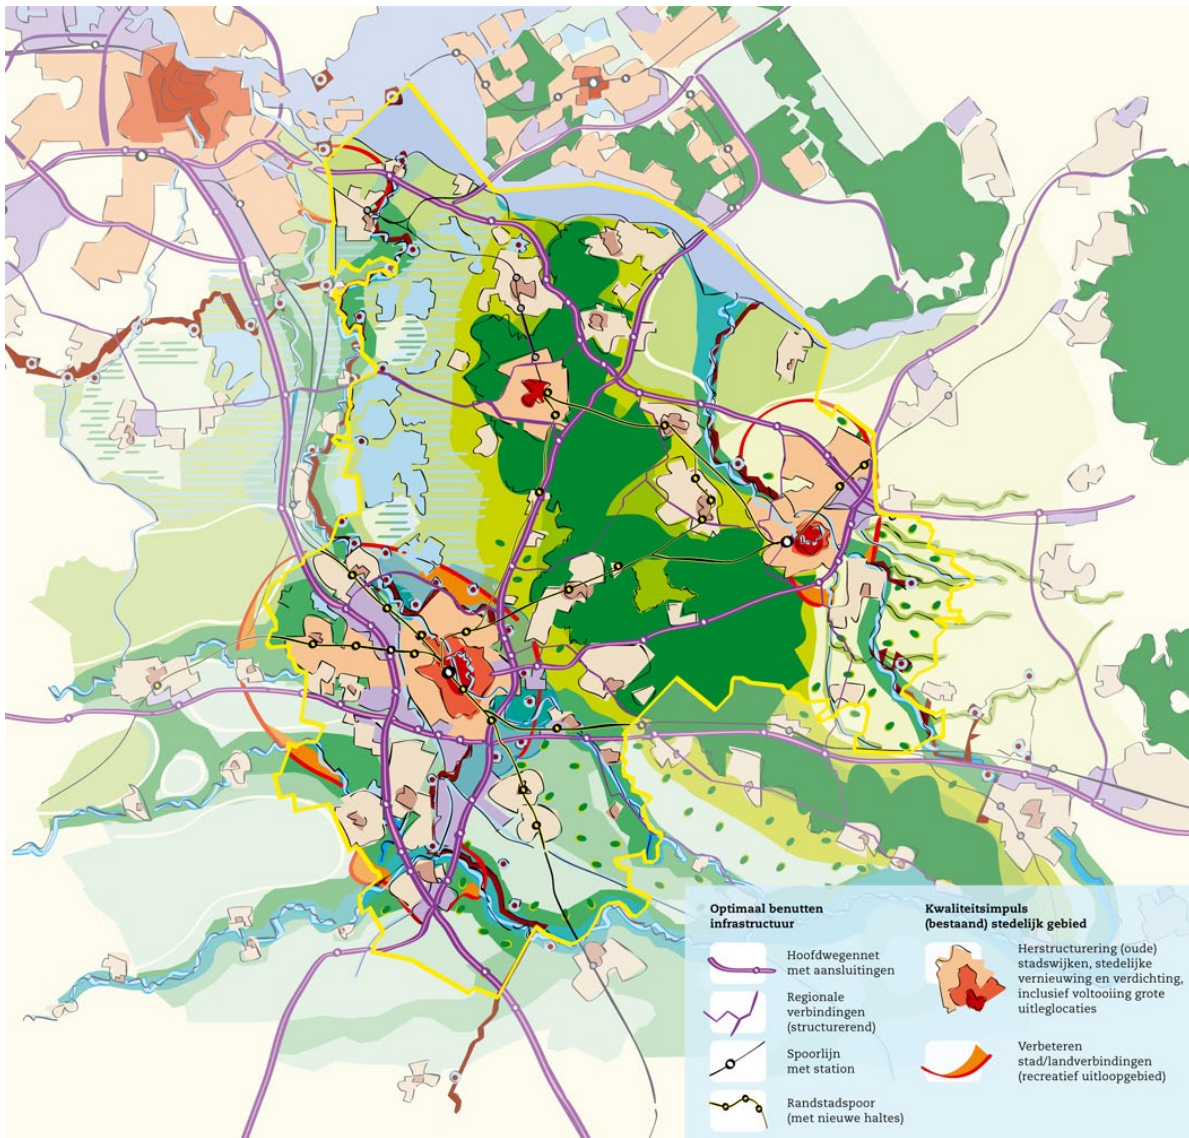 Optimaal benutten
infrastructuur
Hoofdwegennet
met aansluitingen
Regionale
verbindingen
(structurerend)
Spoorlijn
met station
Randstadspoor
(met nieuwe haltes)
Kwaliteitsimpuls
(bestaand) stedelijk gebied
Herstructurering (oude)
stadswijken, stedelijke
vernieuwing en verdichting,
inclusief voltooiing grote
uitleglocaties
Verbeteren
stad/landverbindingen
(recreatief uitloopgebied)